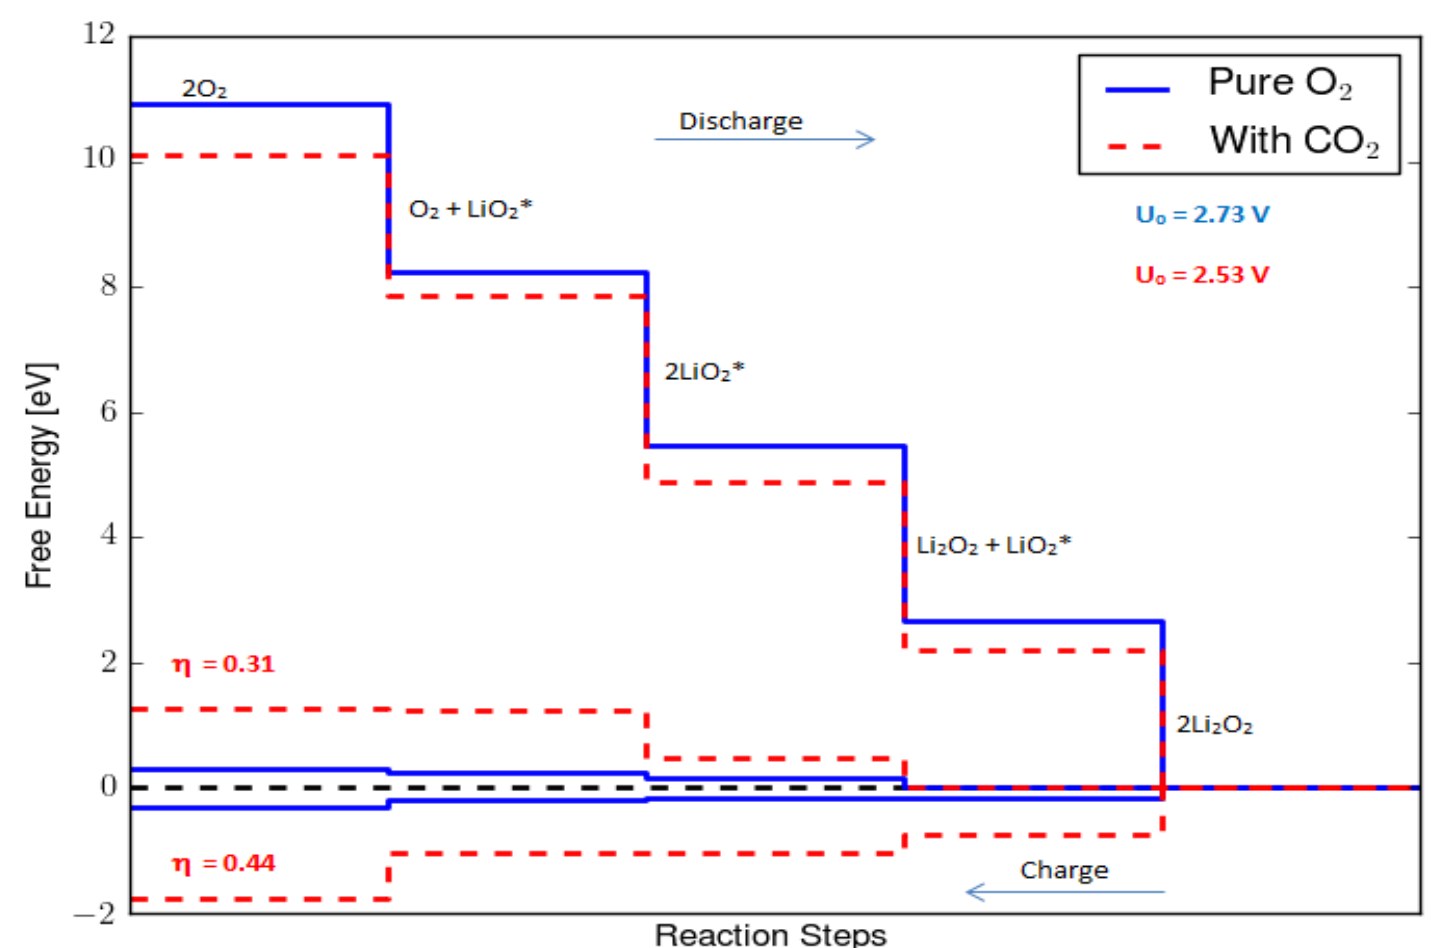 12
10
8
6
4
2
0
−2
Free Energy [eV]
Reaction Steps
Pure O₂
With CO₂
U₀ = 2.73 V
U₀ = 2.53 V
Discharge
2O₂
O₂ + LiO₂*
2LiO₂*
Li₂O₂ + LiO₂*
2Li₂O₂
η = 0.31
η = 0.44
Charge